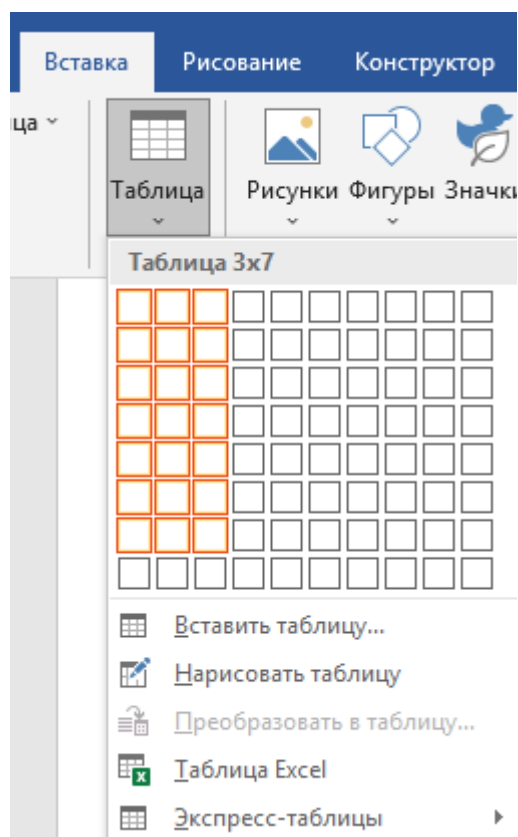 Вставка Рисование Конструктор
ца
Таблица Рисунки Фигуры Значки
Таблица 3x7
Вставить таблицу...
Нарисовать таблицу
Преобразовать в таблицу...
Таблица Excel
Экспресс-таблицы